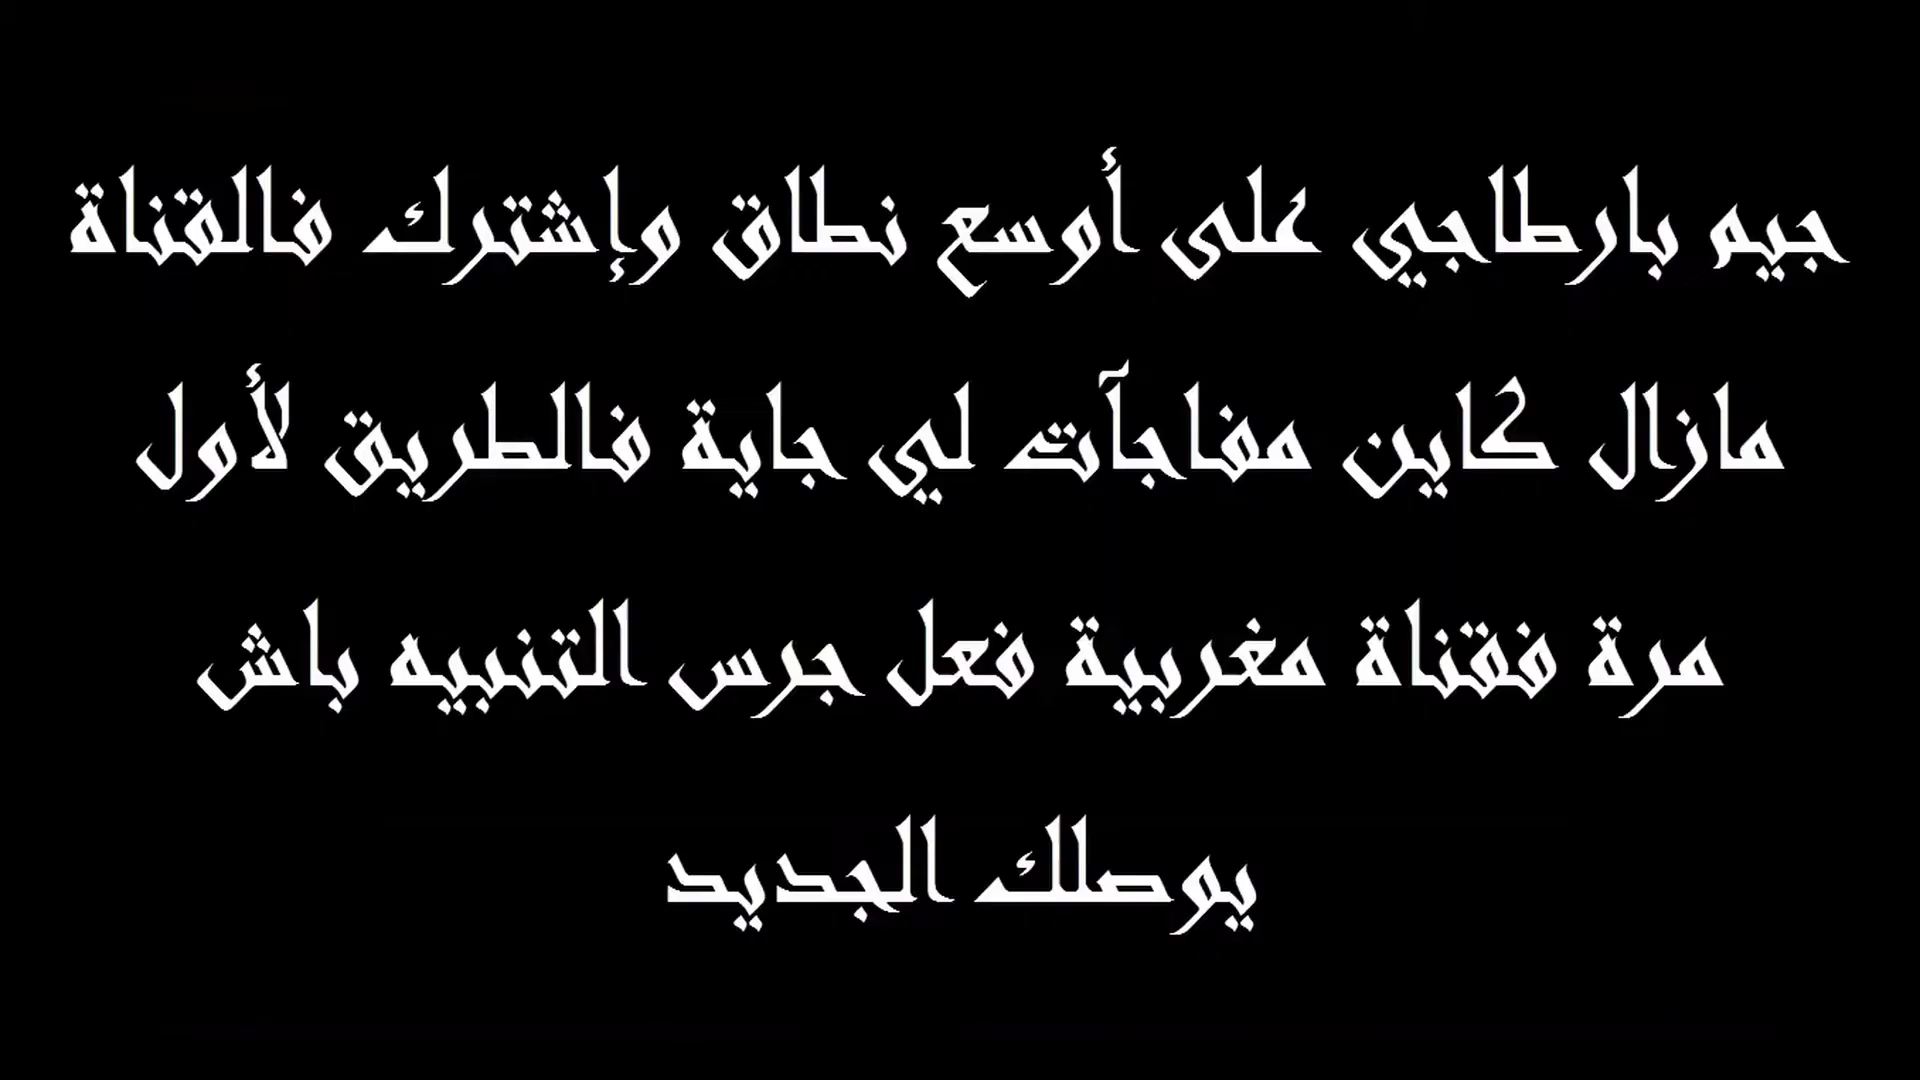 جيم بارطاجي على أوسع نطاق وإشترك فالقناة
مازال كاين مفاجآت لي جاية فالطريق لأول
مرة فقناة مغربية فعل جرس التنبيه باش
يوصلك الجديد